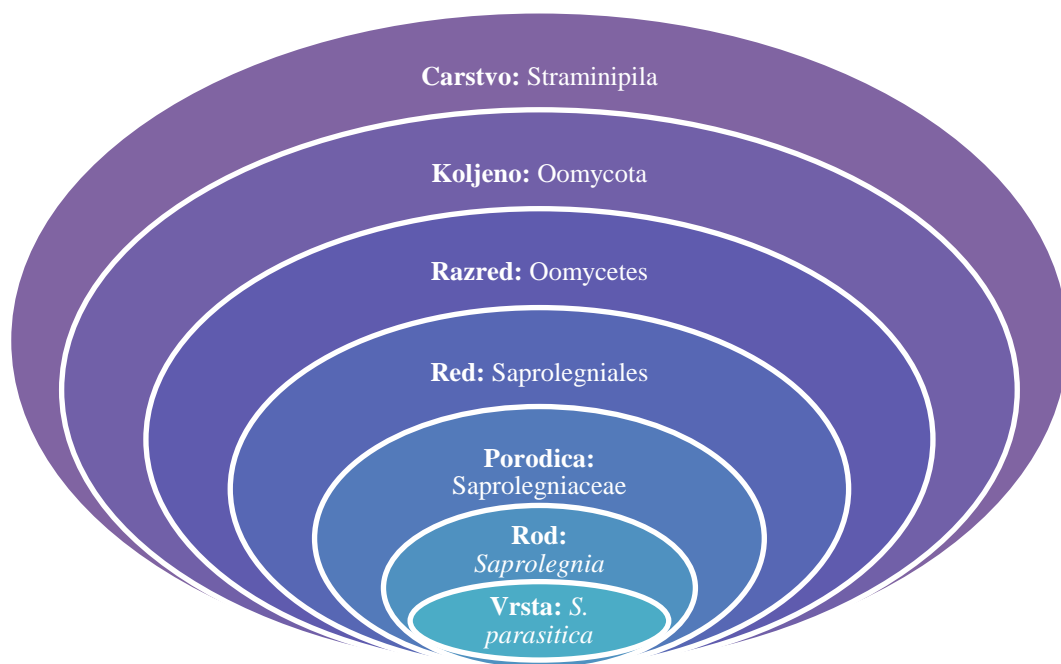 Carstvo: Straminipila
Koljeno: Oomycota
Razred: Oomycetes
Red: Saprolegniales
Porodica:
Saprolegniaceae
Rod:
Saprolegnia
Vrsta: S.
parasitica